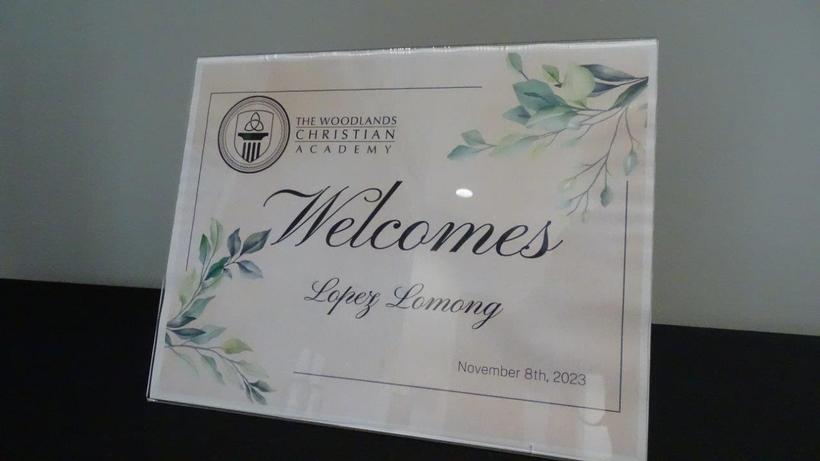 THE WOODLANDS
CHRISTIAN
ACADEMY
Welcomes
Lopez Lomong
November 8th, 2023